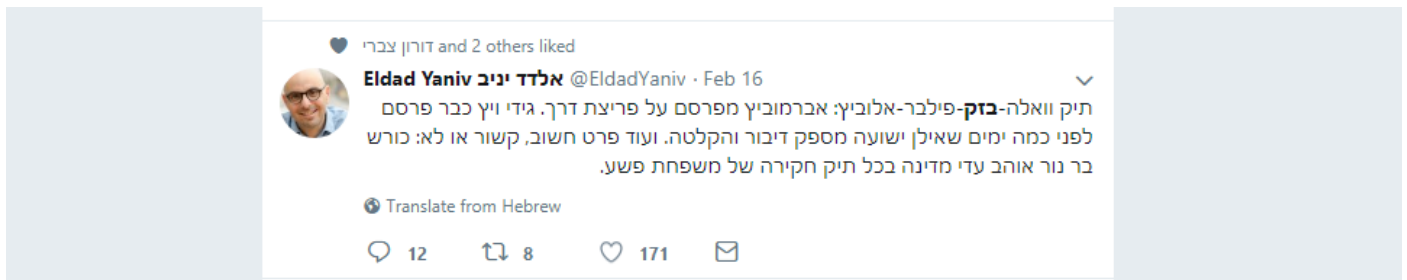 דורון צברי and 2 others liked
Eldad Yaniv אלדד יניב @EldadYaniv · Feb 16
תיק וואלה-בזק-פילבר-אלוביץ: אברמוביץ מפרסם על פריצת דרך. גידי ויץ כבר פרסם
לפני כמה ימים שאילן ישועה מספק דיבור והקלטה. ועוד פרט חשוב, קשור או לא: כורש
בר נור אוהב עדי מדינה בכל תיק חקירה של משפחת פשע.
Translate from Hebrew
12 8 171